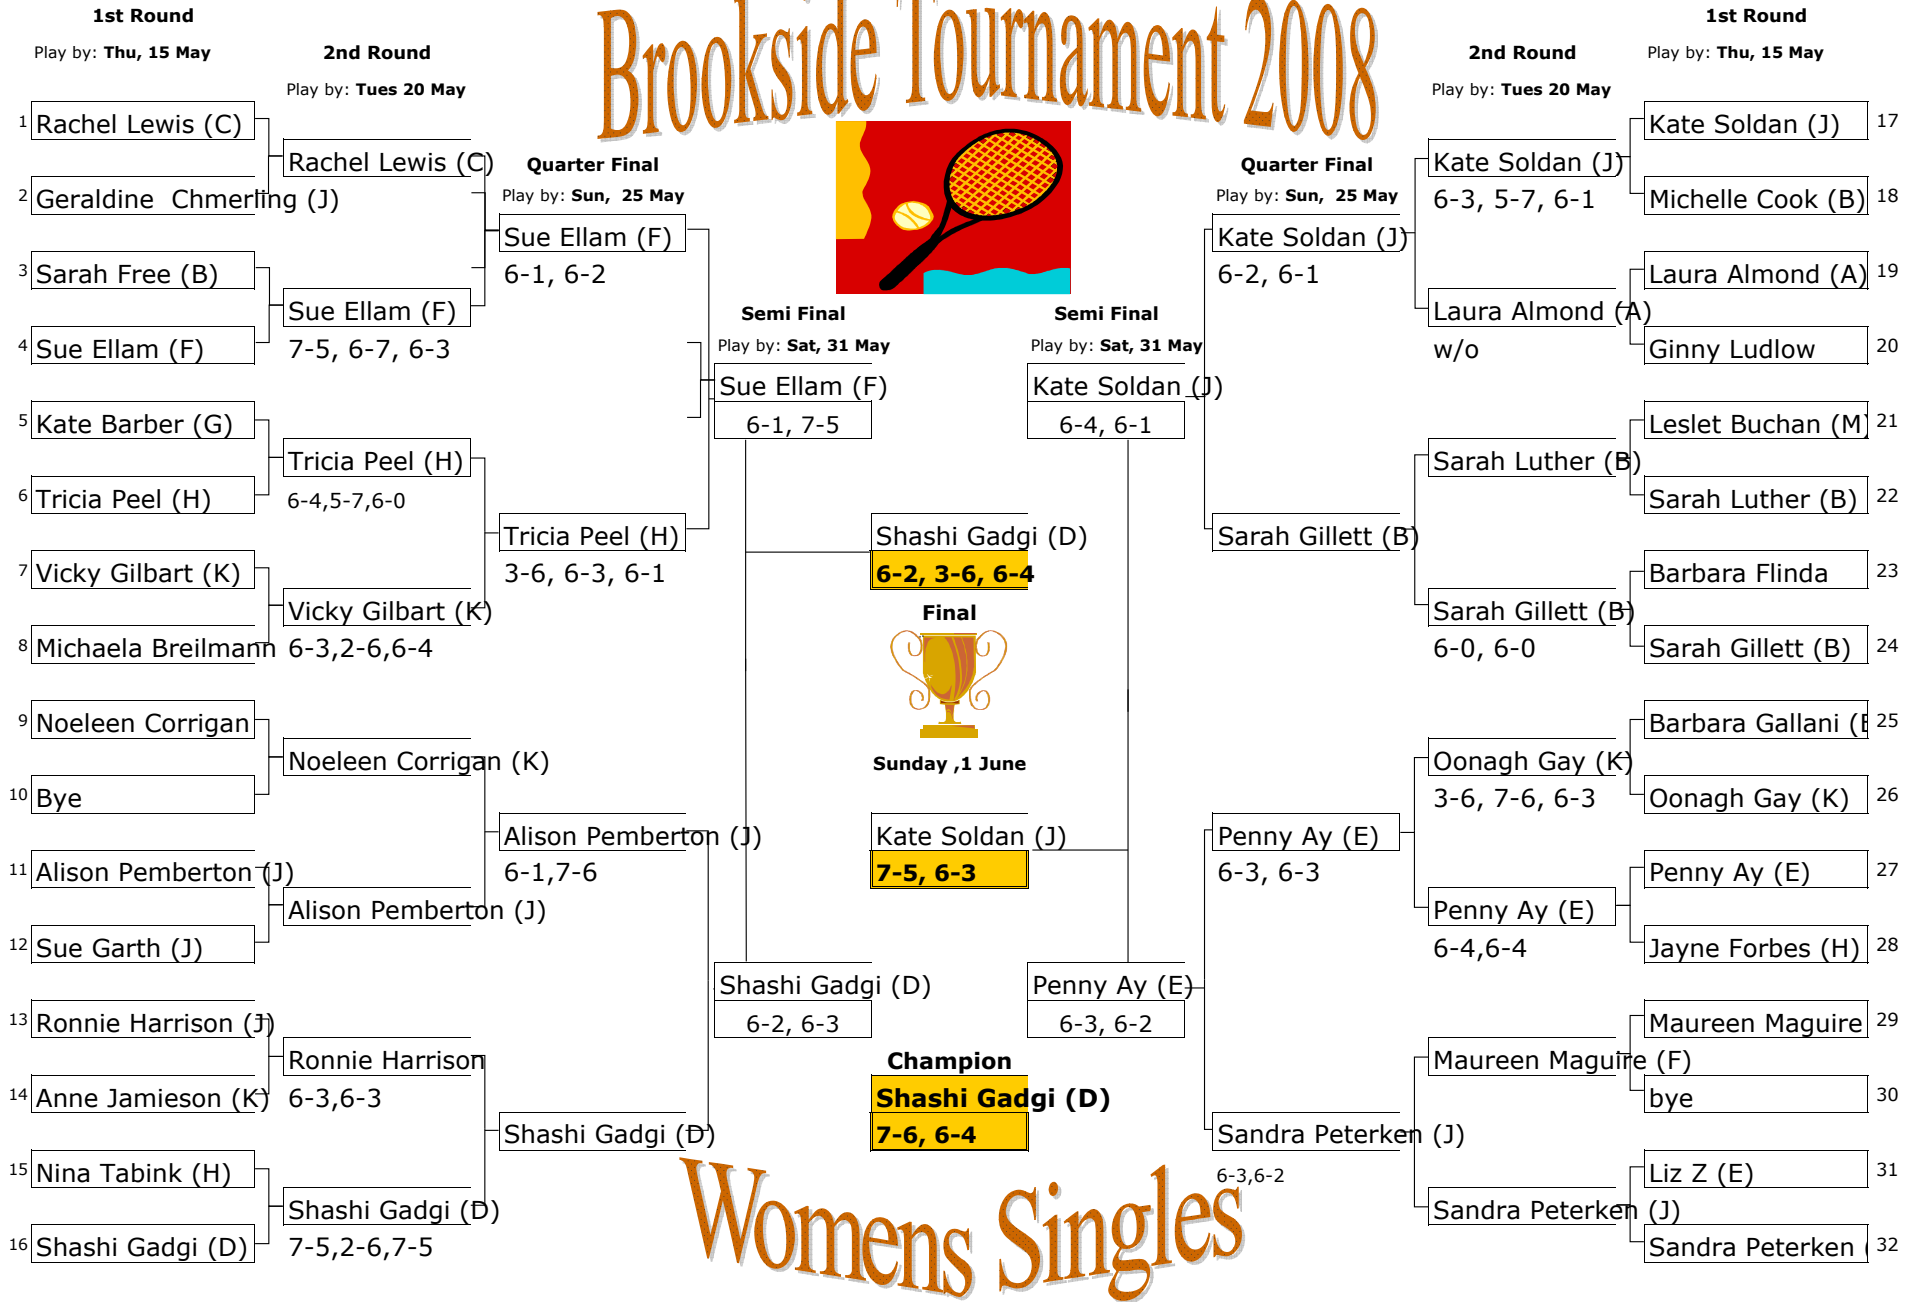 Brookside Tournament 2008
1st Round
Play by: Thu, 15 May
2nd Round
Play by: Tues 20 May
1 Rachel Lewis (C)
2 Geraldine  Chmerling (J)
3 Sarah Free (B)
4 Sue Ellam (F)
5 Kate Barber (G)
6 Tricia Peel (H)
7 Vicky Gilbart (K)
8 Michaela Breilmann
9 Noeleen Corrigan
10 Bye
11 Alison Pemberton (J)
12 Sue Garth (J)
13 Ronnie Harrison (J)
14 Anne Jamieson (K)
15 Nina Tabink (H)
16 Shashi Gadgi (D)
Rachel Lewis (C)
Sue Ellam (F)
7-5, 6-7, 6-3
Tricia Peel (H)
6-4,5-7,6-0
Vicky Gilbart (K)
6-3,2-6,6-4
Noeleen Corrigan (K)
Alison Pemberton (J)
Ronnie Harrison
6-3,6-3
Shashi Gadgi (D)
7-5,2-6,7-5
Quarter Final
Play by: Sun,  25 May
Sue Ellam (F)
6-1, 6-2
Tricia Peel (H)
3-6, 6-3, 6-1
Alison Pemberton (J)
6-1,7-6
Shashi Gadgi (D)
Semi Final
Play by: Sat, 31 May
Sue Ellam (F)
6-1, 7-5
Shashi Gadgi (D)
6-2, 6-3
Shashi Gadgi (D)
6-2, 3-6, 6-4
Final
Sunday ,1 June
Kate Soldan (J)
7-5, 6-3
Champion
Shashi Gadgi (D)
7-6, 6-4
Semi Final
Play by: Sat, 31 May
Kate Soldan (J)
6-4, 6-1
Penny Ay (E)
6-3, 6-2
Quarter Final
Play by: Sun,  25 May
Kate Soldan (J)
6-2, 6-1
Sarah Gillett (B)
Penny Ay (E)
6-3, 6-3
Sandra Peterken (J)
6-3,6-2
2nd Round
Play by: Tues 20 May
Kate Soldan (J)
6-3, 5-7, 6-1
Laura Almond (A)
w/o
Sarah Luther (B)
Sarah Gillett (B)
6-0, 6-0
Oonagh Gay (K)
3-6, 7-6, 6-3
Penny Ay (E)
6-4,6-4
Maureen Maguire (F)
Sandra Peterken (J)
1st Round
Play by: Thu, 15 May
Kate Soldan (J) 17
Michelle Cook (B) 18
Laura Almond (A) 19
Ginny Ludlow 20
Leslet Buchan (M) 21
Sarah Luther (B) 22
Barbara Flinda 23
Sarah Gillett (B) 24
Barbara Gallani 25
Oonagh Gay (K) 26
Penny Ay (E) 27
Jayne Forbes (H) 28
Maureen Maguire 29
bye 30
Liz Z (E) 31
Sandra Peterken 32
Womens Singles